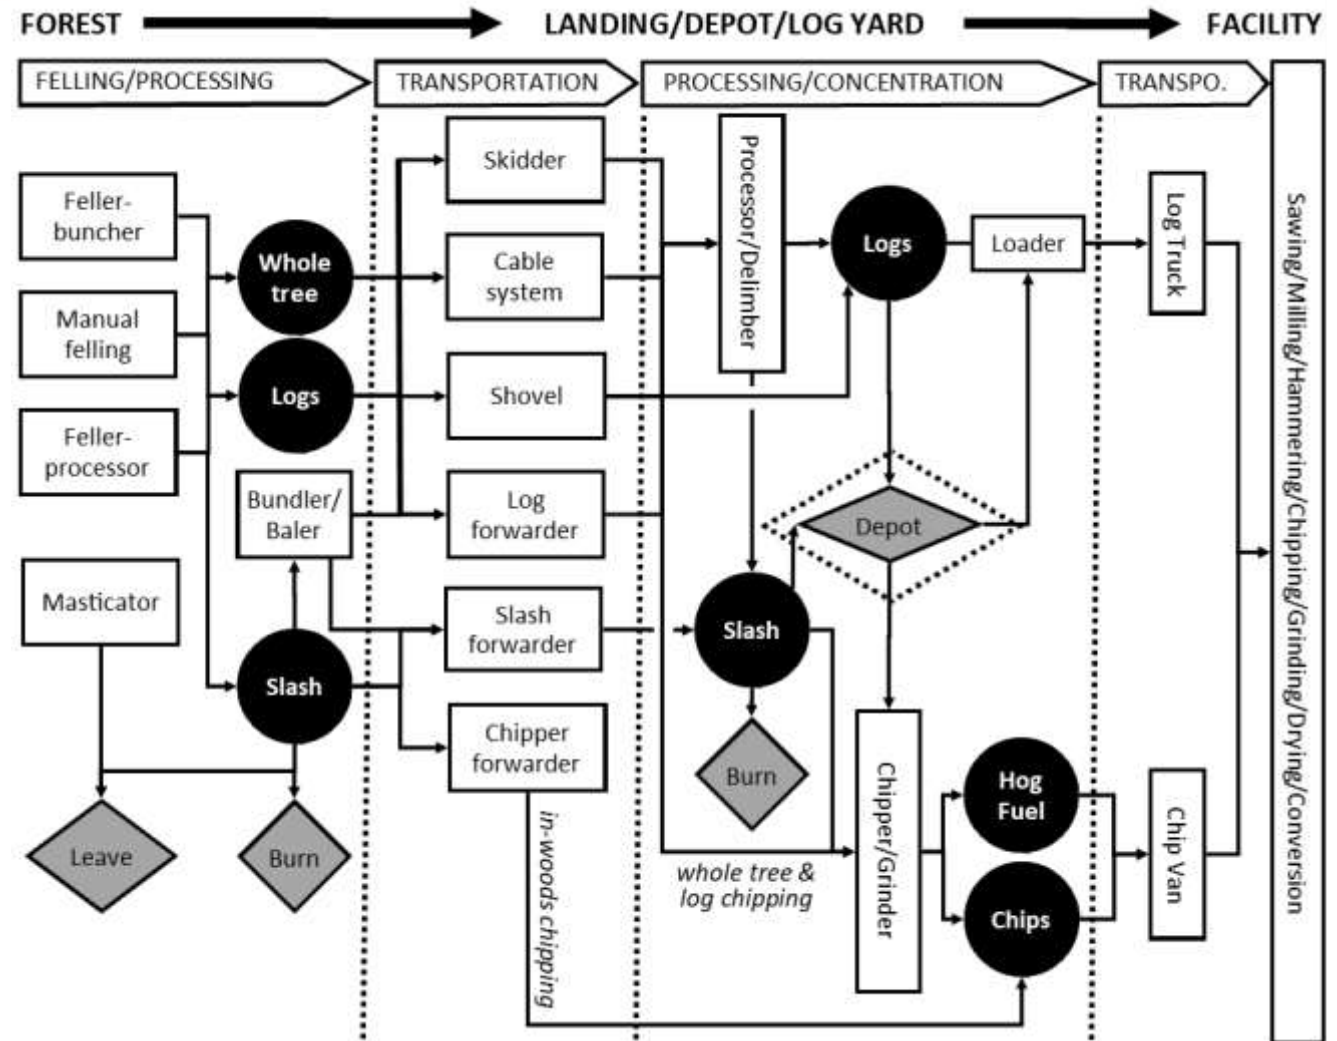 FOREST
LANDING/DEPOT/LOG YARD
FACILITY
FELLING/PROCESSING
TRANSPORTATION
PROCESSING/CONCENTRATION
TRANSPO.
Feller-
buncher
Manual
felling
Feller-
processor
Masticator
Whole
tree
Logs
Bundler/
Baler
Slash
Leave
Burn
Skidder
Cable
system
Shovel
Log
forwarder
Slash
forwarder
Chipper
forwarder
in-woods chipping
Processor/Delimber
Logs
Loader
Depot
Slash
Burn
whole tree &
log chipping
Chipper/Grinder
Hog
Fuel
Chips
Log Truck
Chip Van
Sawing/Milling/Hammering/Chipping/Grinding/Drying/Conversion